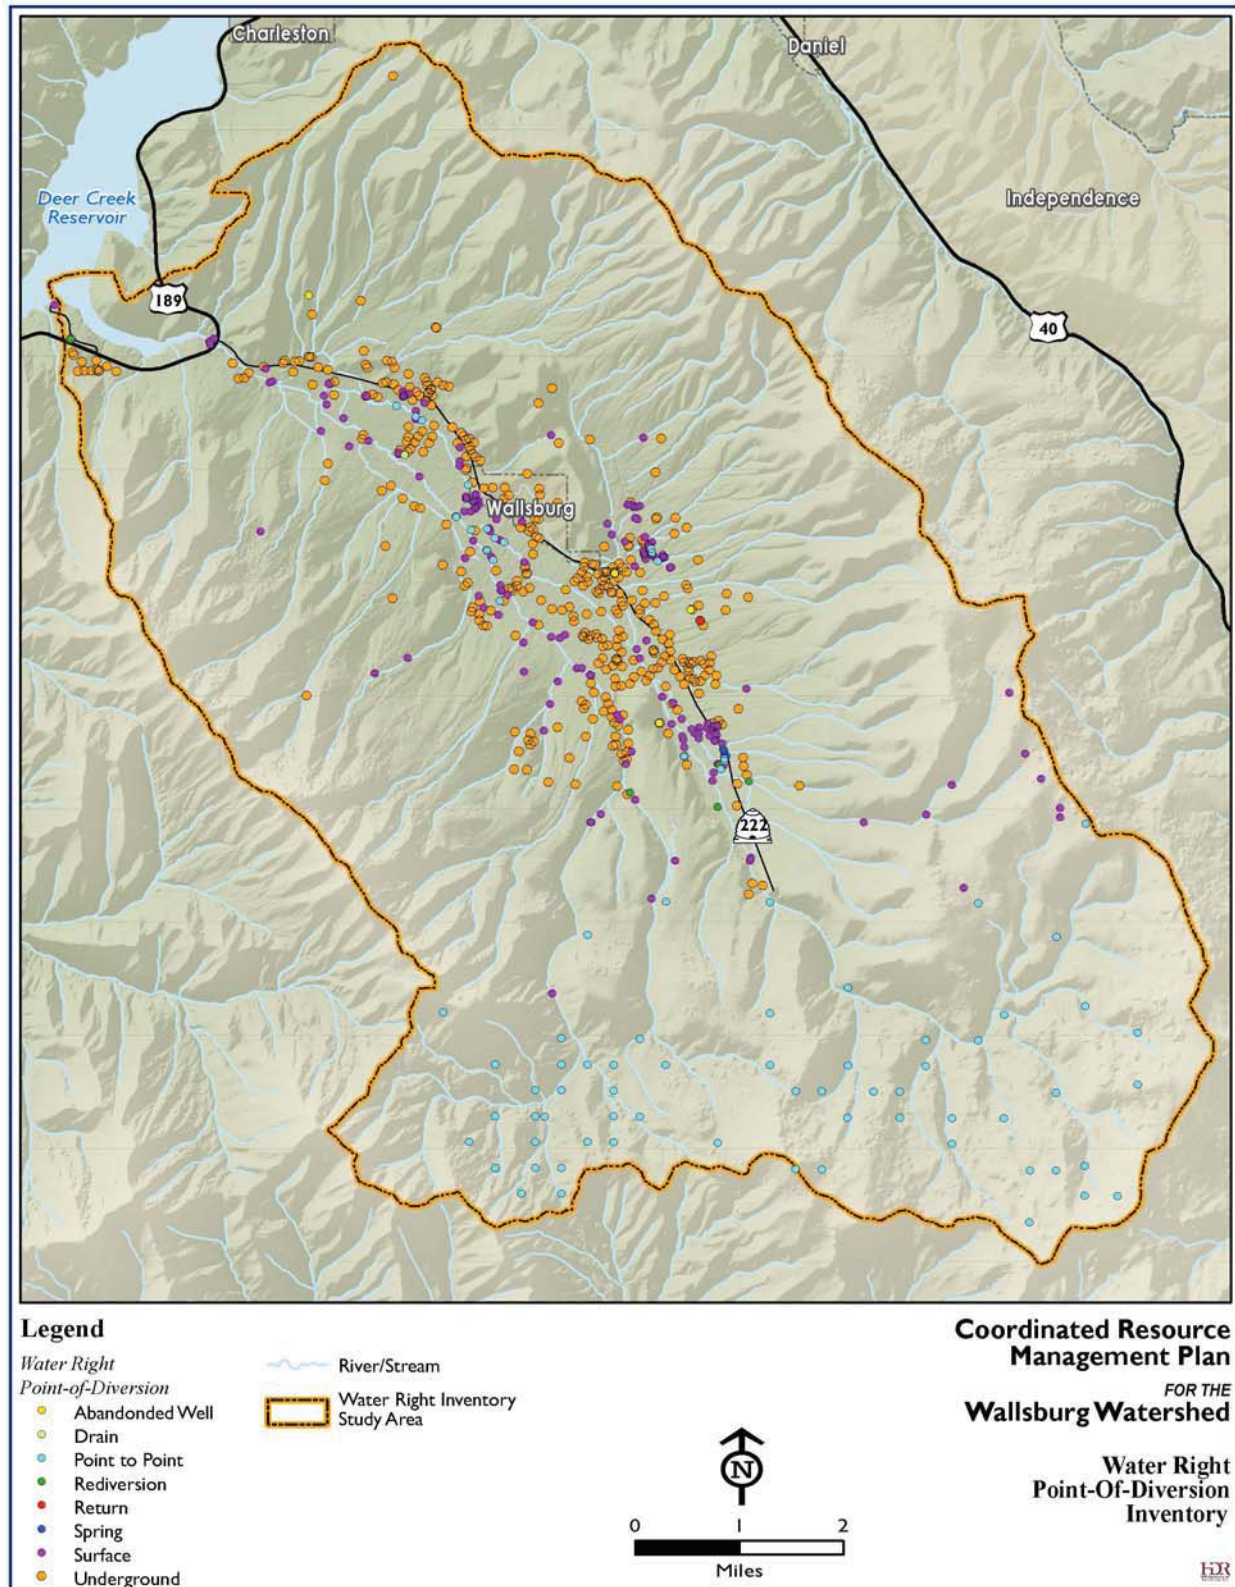 Charleston
Daniel
Deer Creek
Reservoir
Independence
189
40
Wallsburg
222
Legend
Water Right
Point-of-Diversion
Abandonded Well
Drain
Point to Point
Rediversion
Return
Spring
Surface
Underground
River/Stream
Water Right Inventory
Study Area
N
0 1 2
Miles
Coordinated Resource
Management Plan
FOR THE
Wallsburg Watershed
Water Right
Point-Of-Diversion
Inventory
HDR